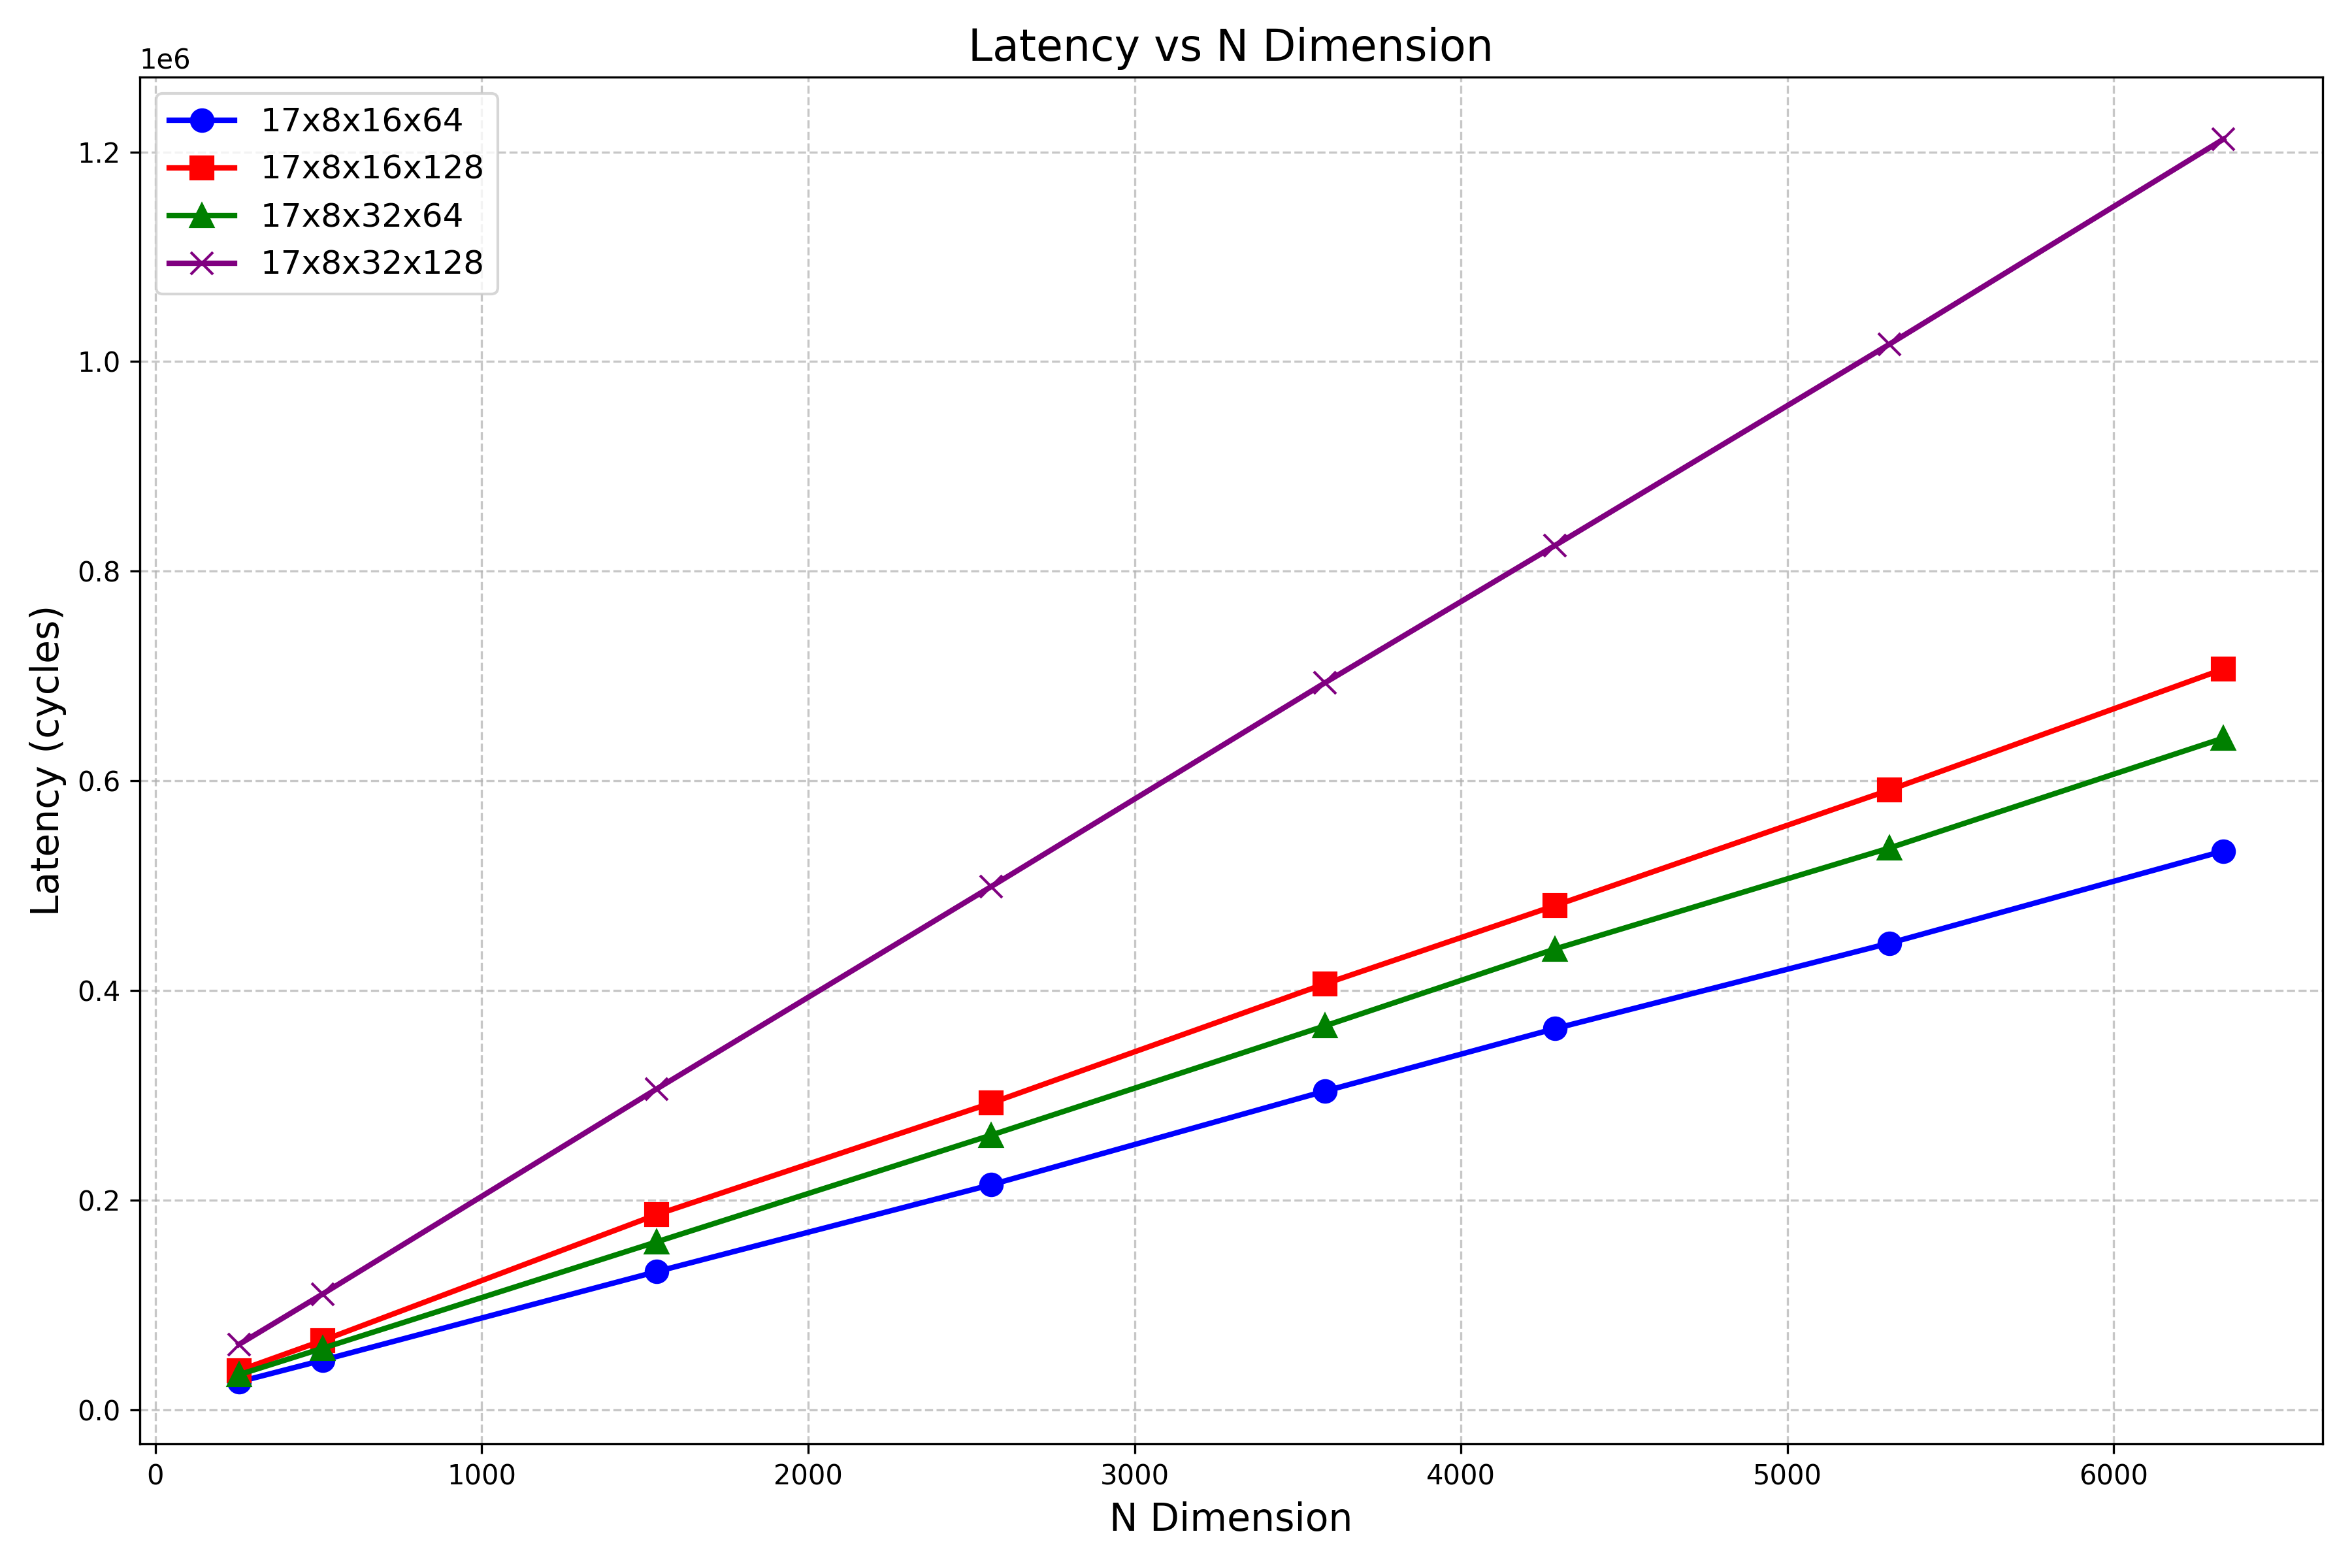 Latency vs N Dimension
1e6
17x8x16x64
17x8x16x128
17x8x32x64
17x8x32x128
1.2
1.0
0.8
0.6
0.4
0.2
0.0
Latency (cycles)
0 1000 2000 3000 4000 5000 6000
N Dimension